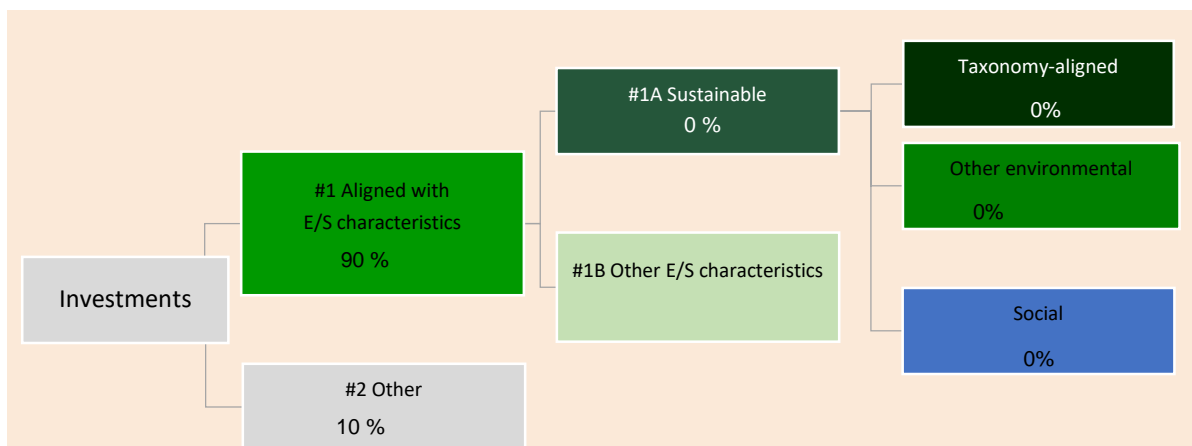 Investments
#1 Aligned with
E/S characteristics
90 %
#2 Other
10 %
#1A Sustainable
0 %
#1B Other E/S characteristics
Taxonomy-aligned
0%
Other environmental
0%
Social
0%